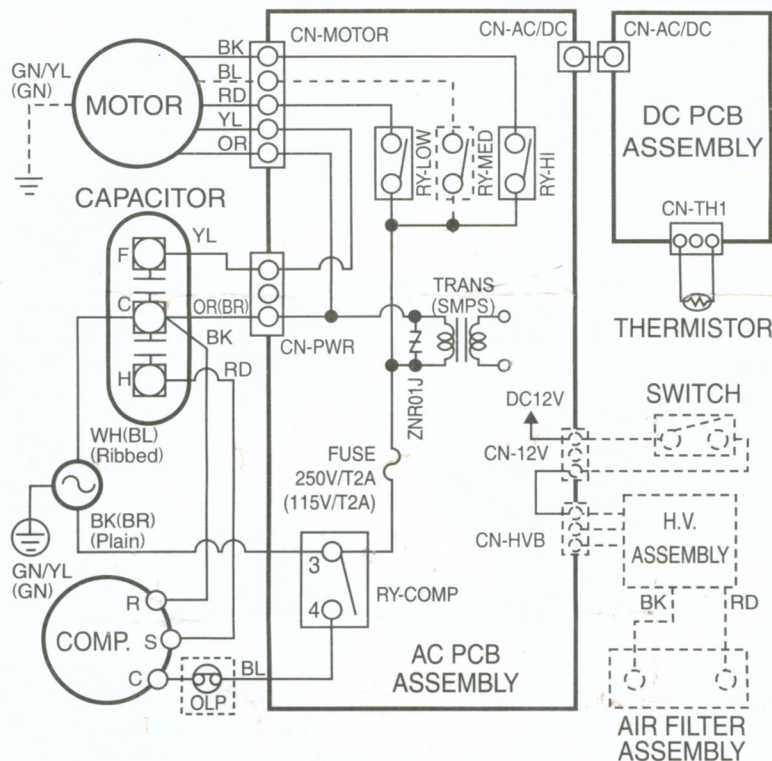 BK
CN-MOTOR
CN-AC/DC
CN-AC/DC
GN/YL
(GN)
BL
MOTOR
RD
YL
OR
RY-LOW
RY-MED
RY-HI
DC PCB
ASSEMBLY
CAPACITOR
CN-TH1
F
YL
C
OR(BR)
TRANS
(SMPS)
BK
CN-PWR
THERMISTOR
H
RD
ZNR01J
DC12V
SWITCH
WH(BL)
(Ribbed)
FUSE
250V/T2A
(115V/T2A)
CN-12V
BK(BR)
(Plain)
H.V.
ASSEMBLY
CN-HVB
GN/YL
(GN)
3
4
RY-COMP
BK
RD
R
COMP.
S
C
BL
OLP
AC PCB
ASSEMBLY
AIR FILTER
ASSEMBLY